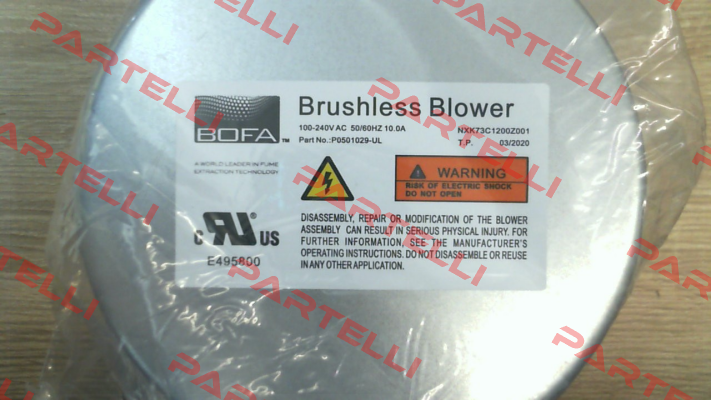 BOFA™
A WORLD LEADER IN FUME
EXTRACTION TECHNOLOGY
Brushless Blower
100-240V AC 50/60HZ 10.0A
NXK73C1200Z001
Part No.:P0501029-UL
T.P. 03/2020
WARNING
RISK OF ELECTRIC SHOCK
DO NOT OPEN
c RU US
E495800
DISASSEMBLY, REPAIR OR MODIFICATION OF THE BLOWER
ASSEMBLY CAN RESULT IN SERIOUS PHYSICAL INJURY. FOR
FURTHER INFORMATION, SEE THE MANUFACTURER'S
OPERATING INSTRUCTIONS. DO NOT DISASSEMBLE OR REUSE
IN ANY OTHER APPLICATION.
PARTELLI
PARTELLI
PARTELLI
PARTELLI
PARTELLI
PARTELLI
PARTELLI